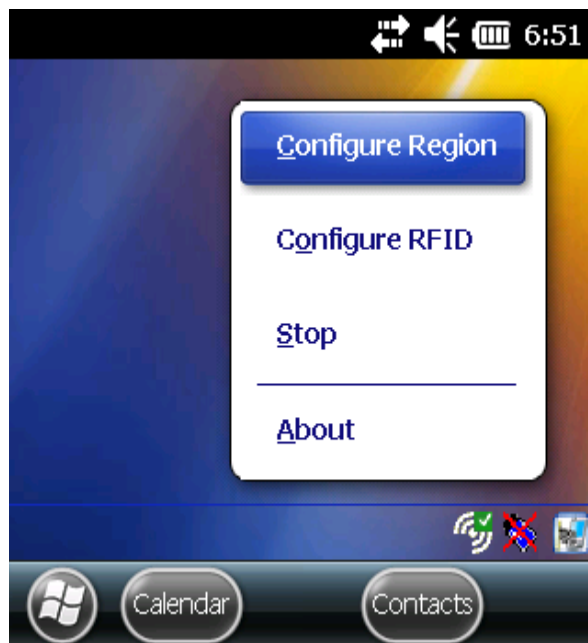 6:51
Configure Region
Configure RFID
Stop
About
Calendar
Contacts